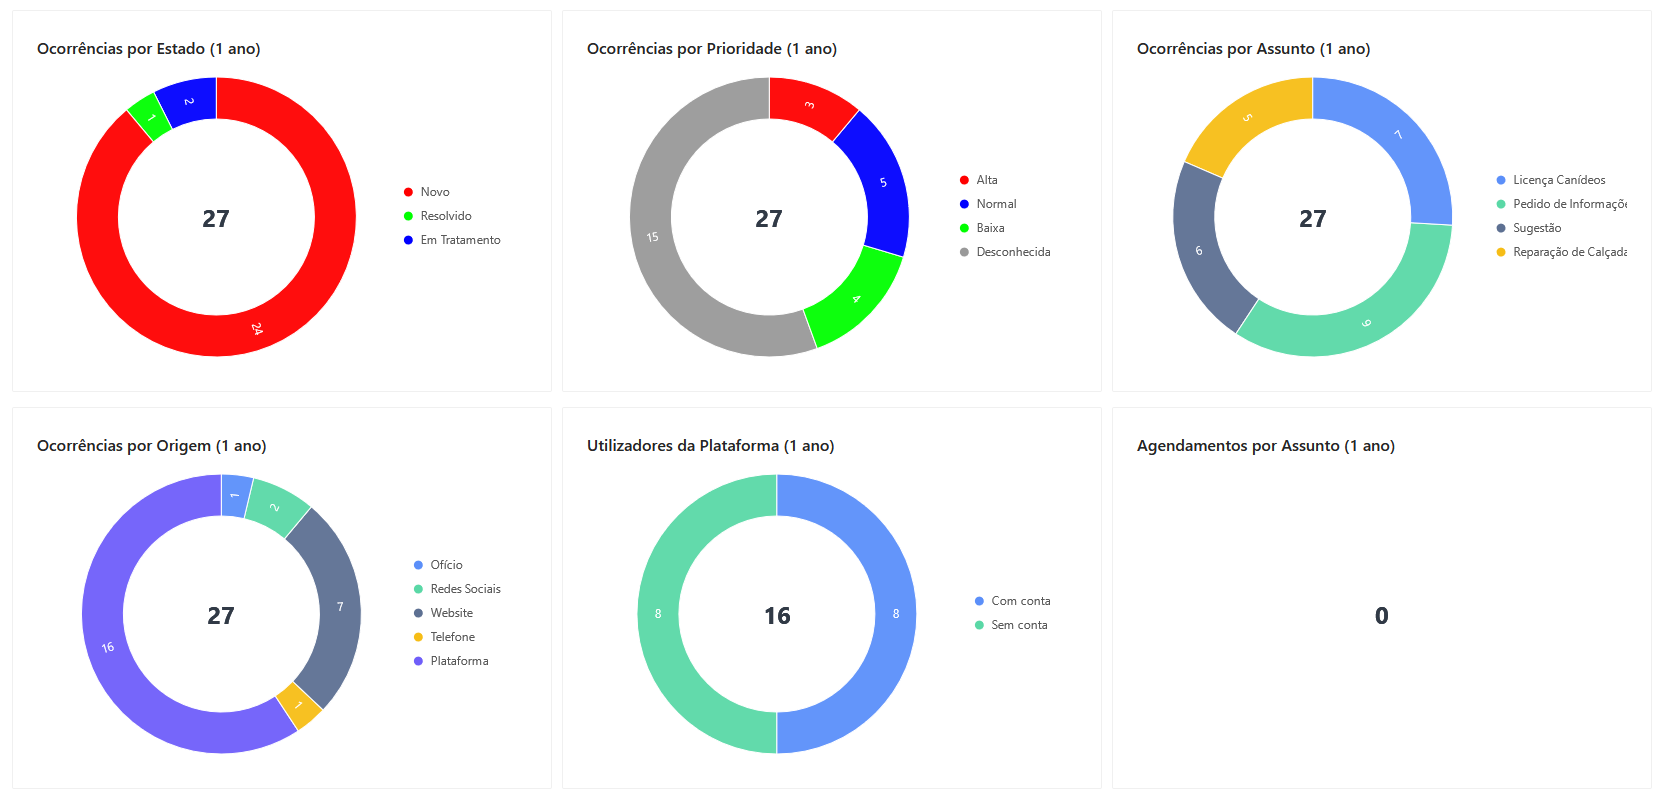 Ocorrências por Estado (1 ano)
2
1
27
24
Novo
Resolvido
Em Tratamento
Ocorrências por Prioridade (1 ano)
3
5
27
15
4
Alta
Normal
Baixa
Desconhecida
Ocorrências por Assunto (1 ano)
5
7
27
6
9
Licença Canídeos
Pedido de Informaçõe
Sugestão
Reparação de Calçada
Ocorrências por Origem (1 ano)
1
2
7
27
16
1
Ofício
Redes Sociais
Website
Telefone
Plataforma
Utilizadores da Plataforma (1 ano)
8
16
8
Com conta
Sem conta
Agendamentos por Assunto (1 ano)
0